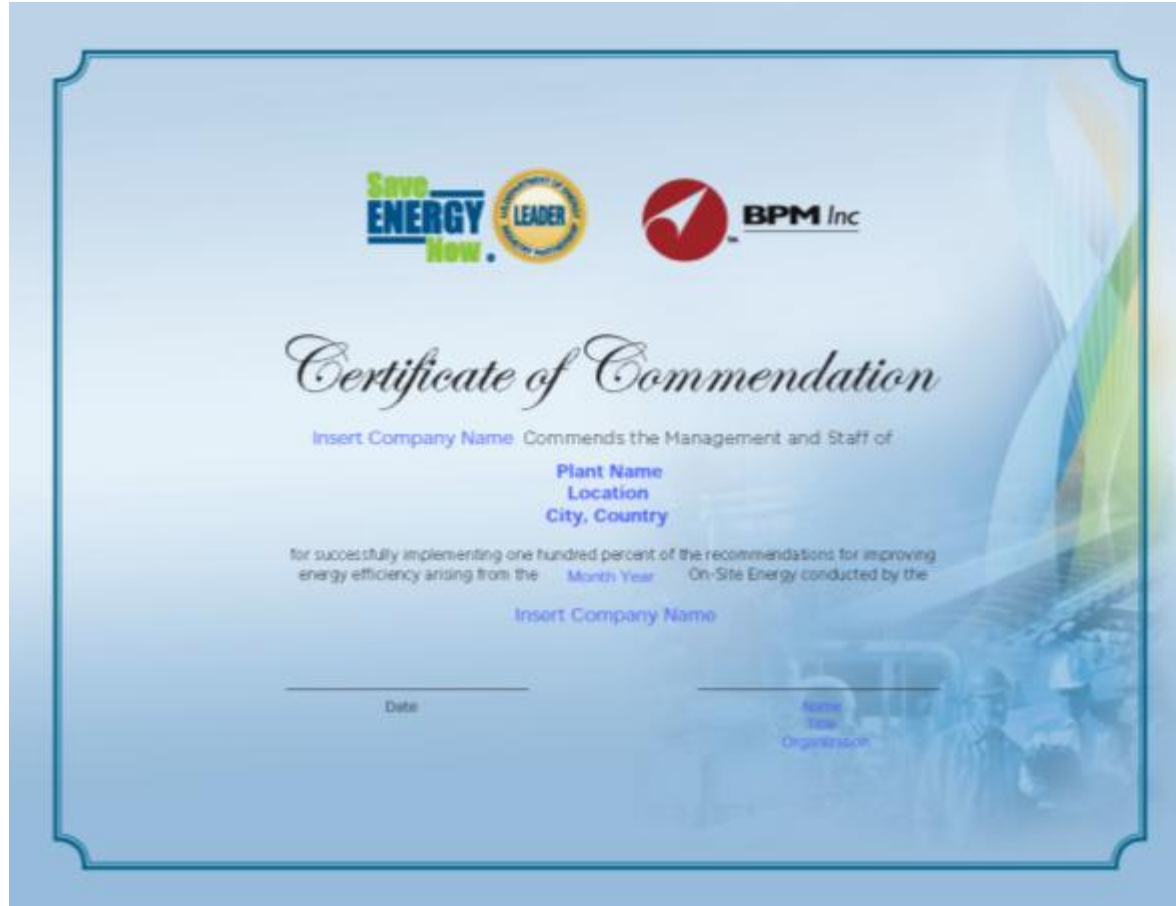 Save
ENERGY
Now.
LEADER
BPM Inc
Certificate of Commendation
Insert Company Name Commends the Management and Staff of
Plant Name
Location
City, Country
for successfully implementing one hundred percent of the recommendations for improving
energy efficiency arising from the Month Year On-Site Energy conducted by the
Insert Company Name
Date
Name
Title
Organization